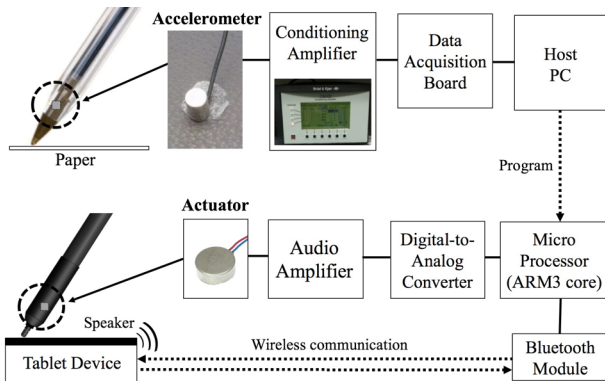 Accelerometer
Conditioning
Amplifier
Data
Acquisition
Board
Host
PC
Paper
Program
Actuator
Audio
Amplifier
Digital-to-
Analog
Converter
Micro
Processor
(ARM3 core)
Speaker
Wireless communication
Tablet Device
Bluetooth
Module